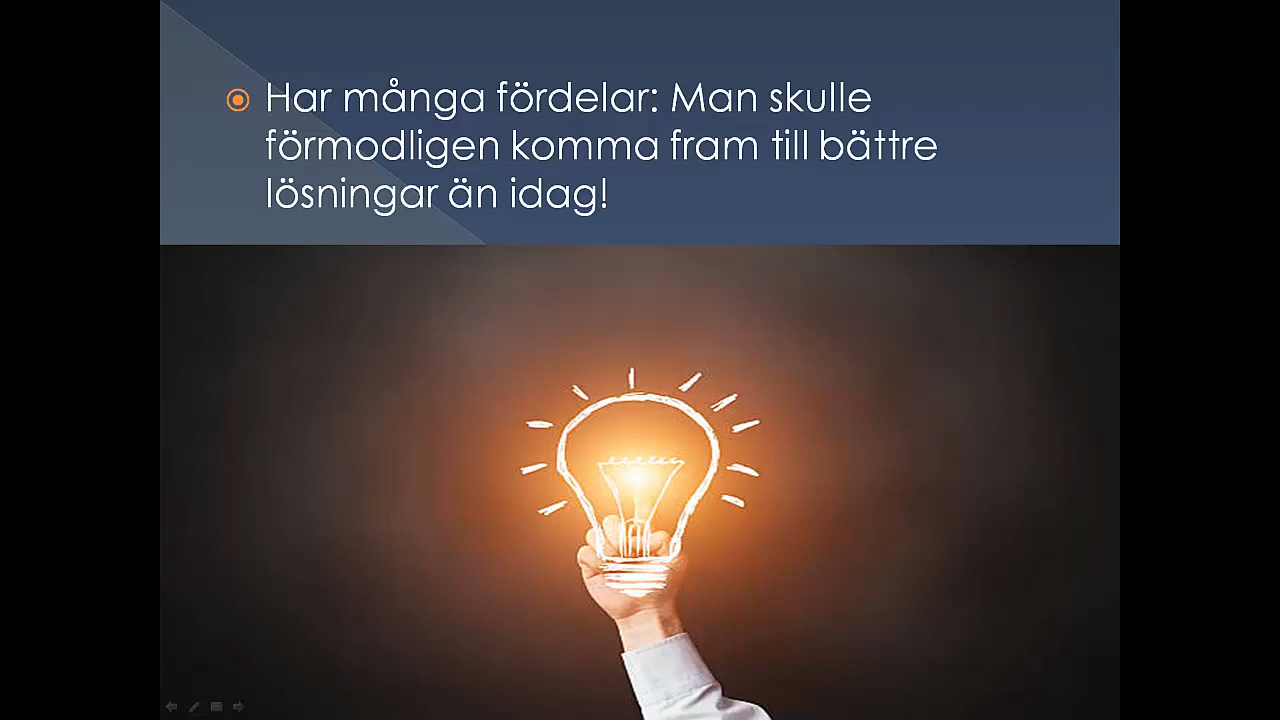 Har många fördelar: Man skulle
förmodligen komma fram till bättre
lösningar än idag!